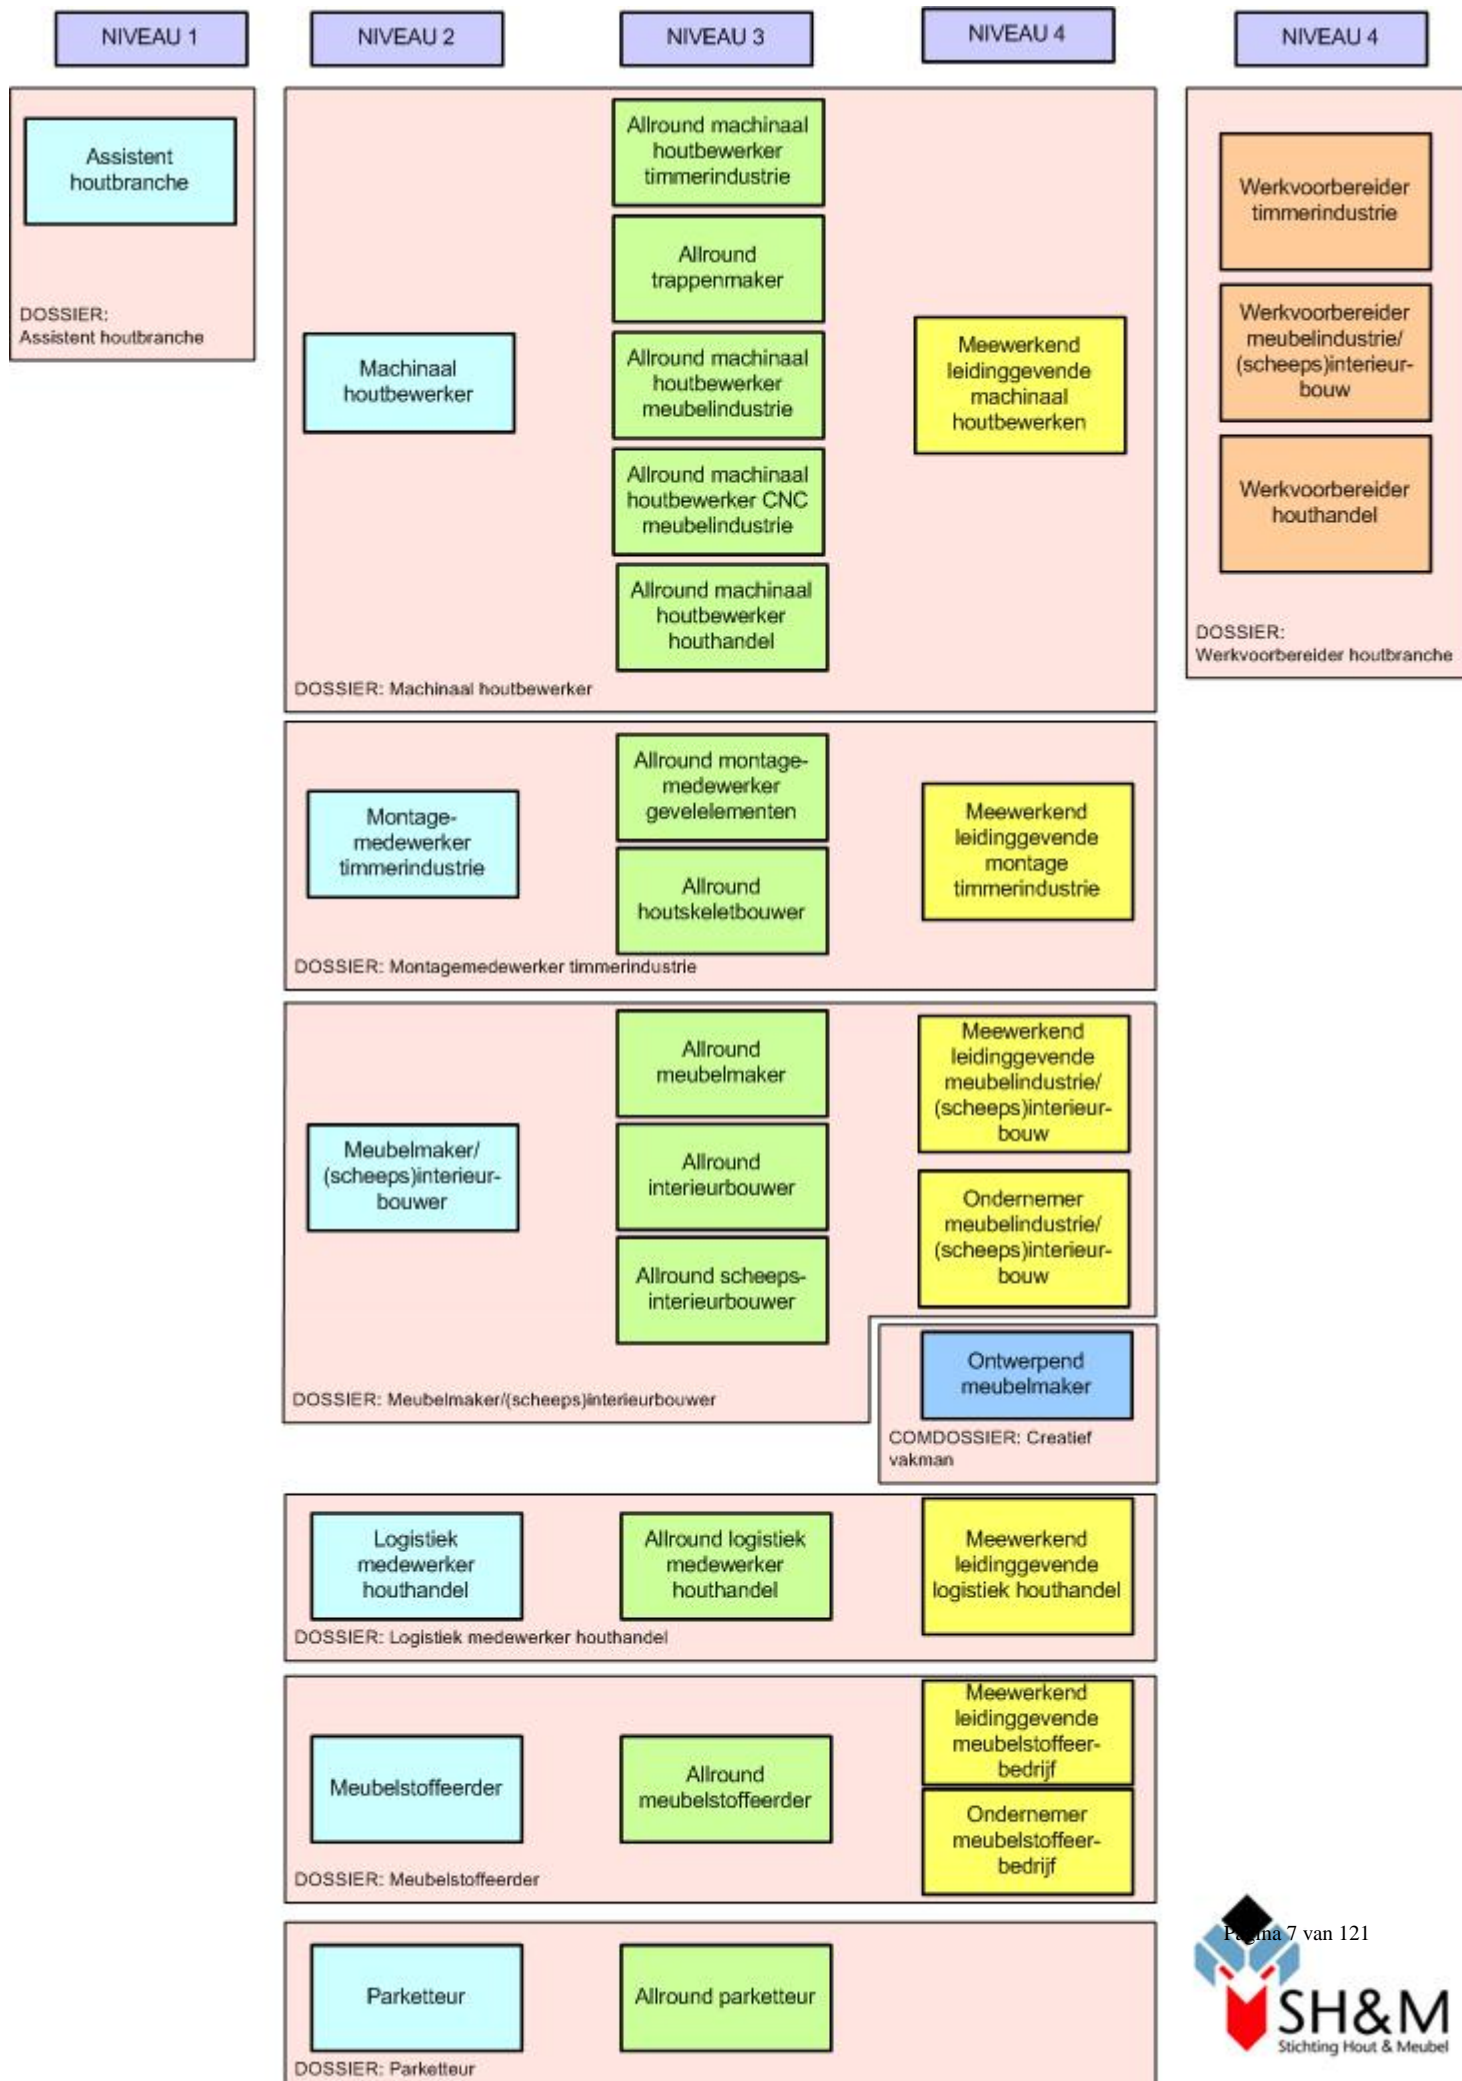 NIVEAU 1
NIVEAU 2
NIVEAU 3
NIVEAU 4
NIVEAU 4
Assistent
houtbranche
DOSSIER:
Assistent houtbranche
Machinaal
houtbewerker
Allround machinaal
houtbewerker
timmerindustrie
Allround
trappenmaker
Allround machinaal
houtbewerker
meubelindustrie
Allround machinaal
houtbewerker CNC
meubelindustrie
Allround machinaal
houtbewerker
houthandel
Meewerkend
leidinggevende
machinaal
houtbewerken
DOSSIER: Machinaal houtbewerker
Werkvoorbereider
timmerindustrie
Werkvoorbereider
meubelindustrie/
(scheeps)interieur-
bouw
Werkvoorbereider
houthandel
DOSSIER:
Werkvoorbereider houtbranche
Montage-
medewerker
timmerindustrie
Allround montage-
medewerker
gevelelementen
Allround
houtskeletbouwer
Meewerkend
leidinggevende
montage
timmerindustrie
DOSSIER: Montagemedewerker timmerindustrie
Meubelmaker/
(scheeps)interieur-
bouwer
Allround
meubelmaker
Allround
interieurbouwer
Allround scheeps-
interieurbouwer
Meewerkend
leidinggevende
meubelindustrie/
(scheeps)interieur-
bouw
Ondernemer
meubelindustrie/
(scheeps)interieur-
bouw
DOSSIER: Meubelmaker/(scheeps)interieurbouwer
Ontwerpend
meubelmaker
COMDOSSIER: Creatief
vakman
Logistiek
medewerker
houthandel
Allround logistiek
medewerker
houthandel
Meewerkend
leidinggevende
logistiek houthandel
DOSSIER: Logistiek medewerker houthandel
Meubelstoffeerder
Allround
meubelstoffeerder
Meewerkend
leidinggevende
meubelstoffeer-
bedrijf
Ondernemer
meubelstoffeer-
bedrijf
DOSSIER: Meubelstoffeerder
Parketteur
Allround parketteur
DOSSIER: Parketteur
Pagina 7 van 121
SH&M
Stichting Hout & Meubel